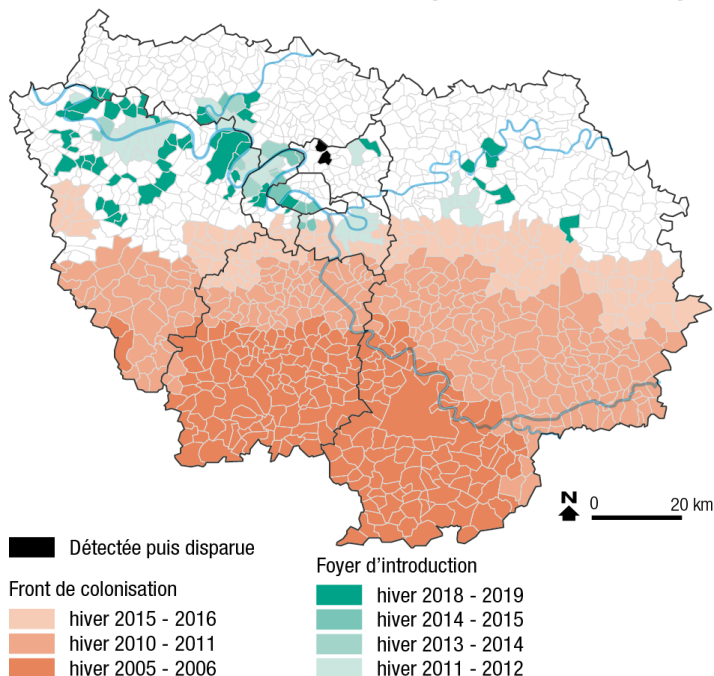 N
0 20 km
Détectée puis disparue
Front de colonisation
hiver 2015 - 2016
hiver 2010 - 2011
hiver 2005 - 2006
Foyer d'introduction
hiver 2018 - 2019
hiver 2014 - 2015
hiver 2013 - 2014
hiver 2011 - 2012